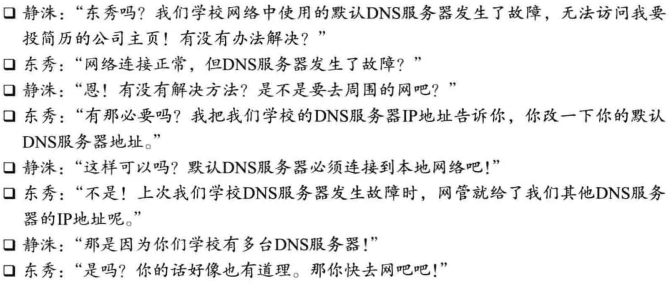 ❑ 静洙：“东秀吗？我们学校网络中使用的默认DNS服务器发生了故障，无法访问我要
投简历的公司主页！有没有办法解决？”
❑ 东秀：“网络连接正常，但DNS服务器发生了故障？”
❑ 静洙：“恩！有没有解决方法？是不是要去周围的网吧？”
❑ 东秀：“有那必要吗？我把我们学校的DNS服务器IP地址告诉你，你改一下你的默认
DNS服务器地址。”
❑ 静洙：“这样可以吗？默认DNS服务器必须连接到本地网络吧！”
❑ 东秀：“不是！上次我们学校DNS服务器发生故障时，网管就给了我们其他DNS服务
器的IP地址呢。”
❑ 静洙：“那是因为你们学校有多台DNS服务器！”
❑ 东秀：“是吗？你的话好像也有道理。那你快去网吧吧！”